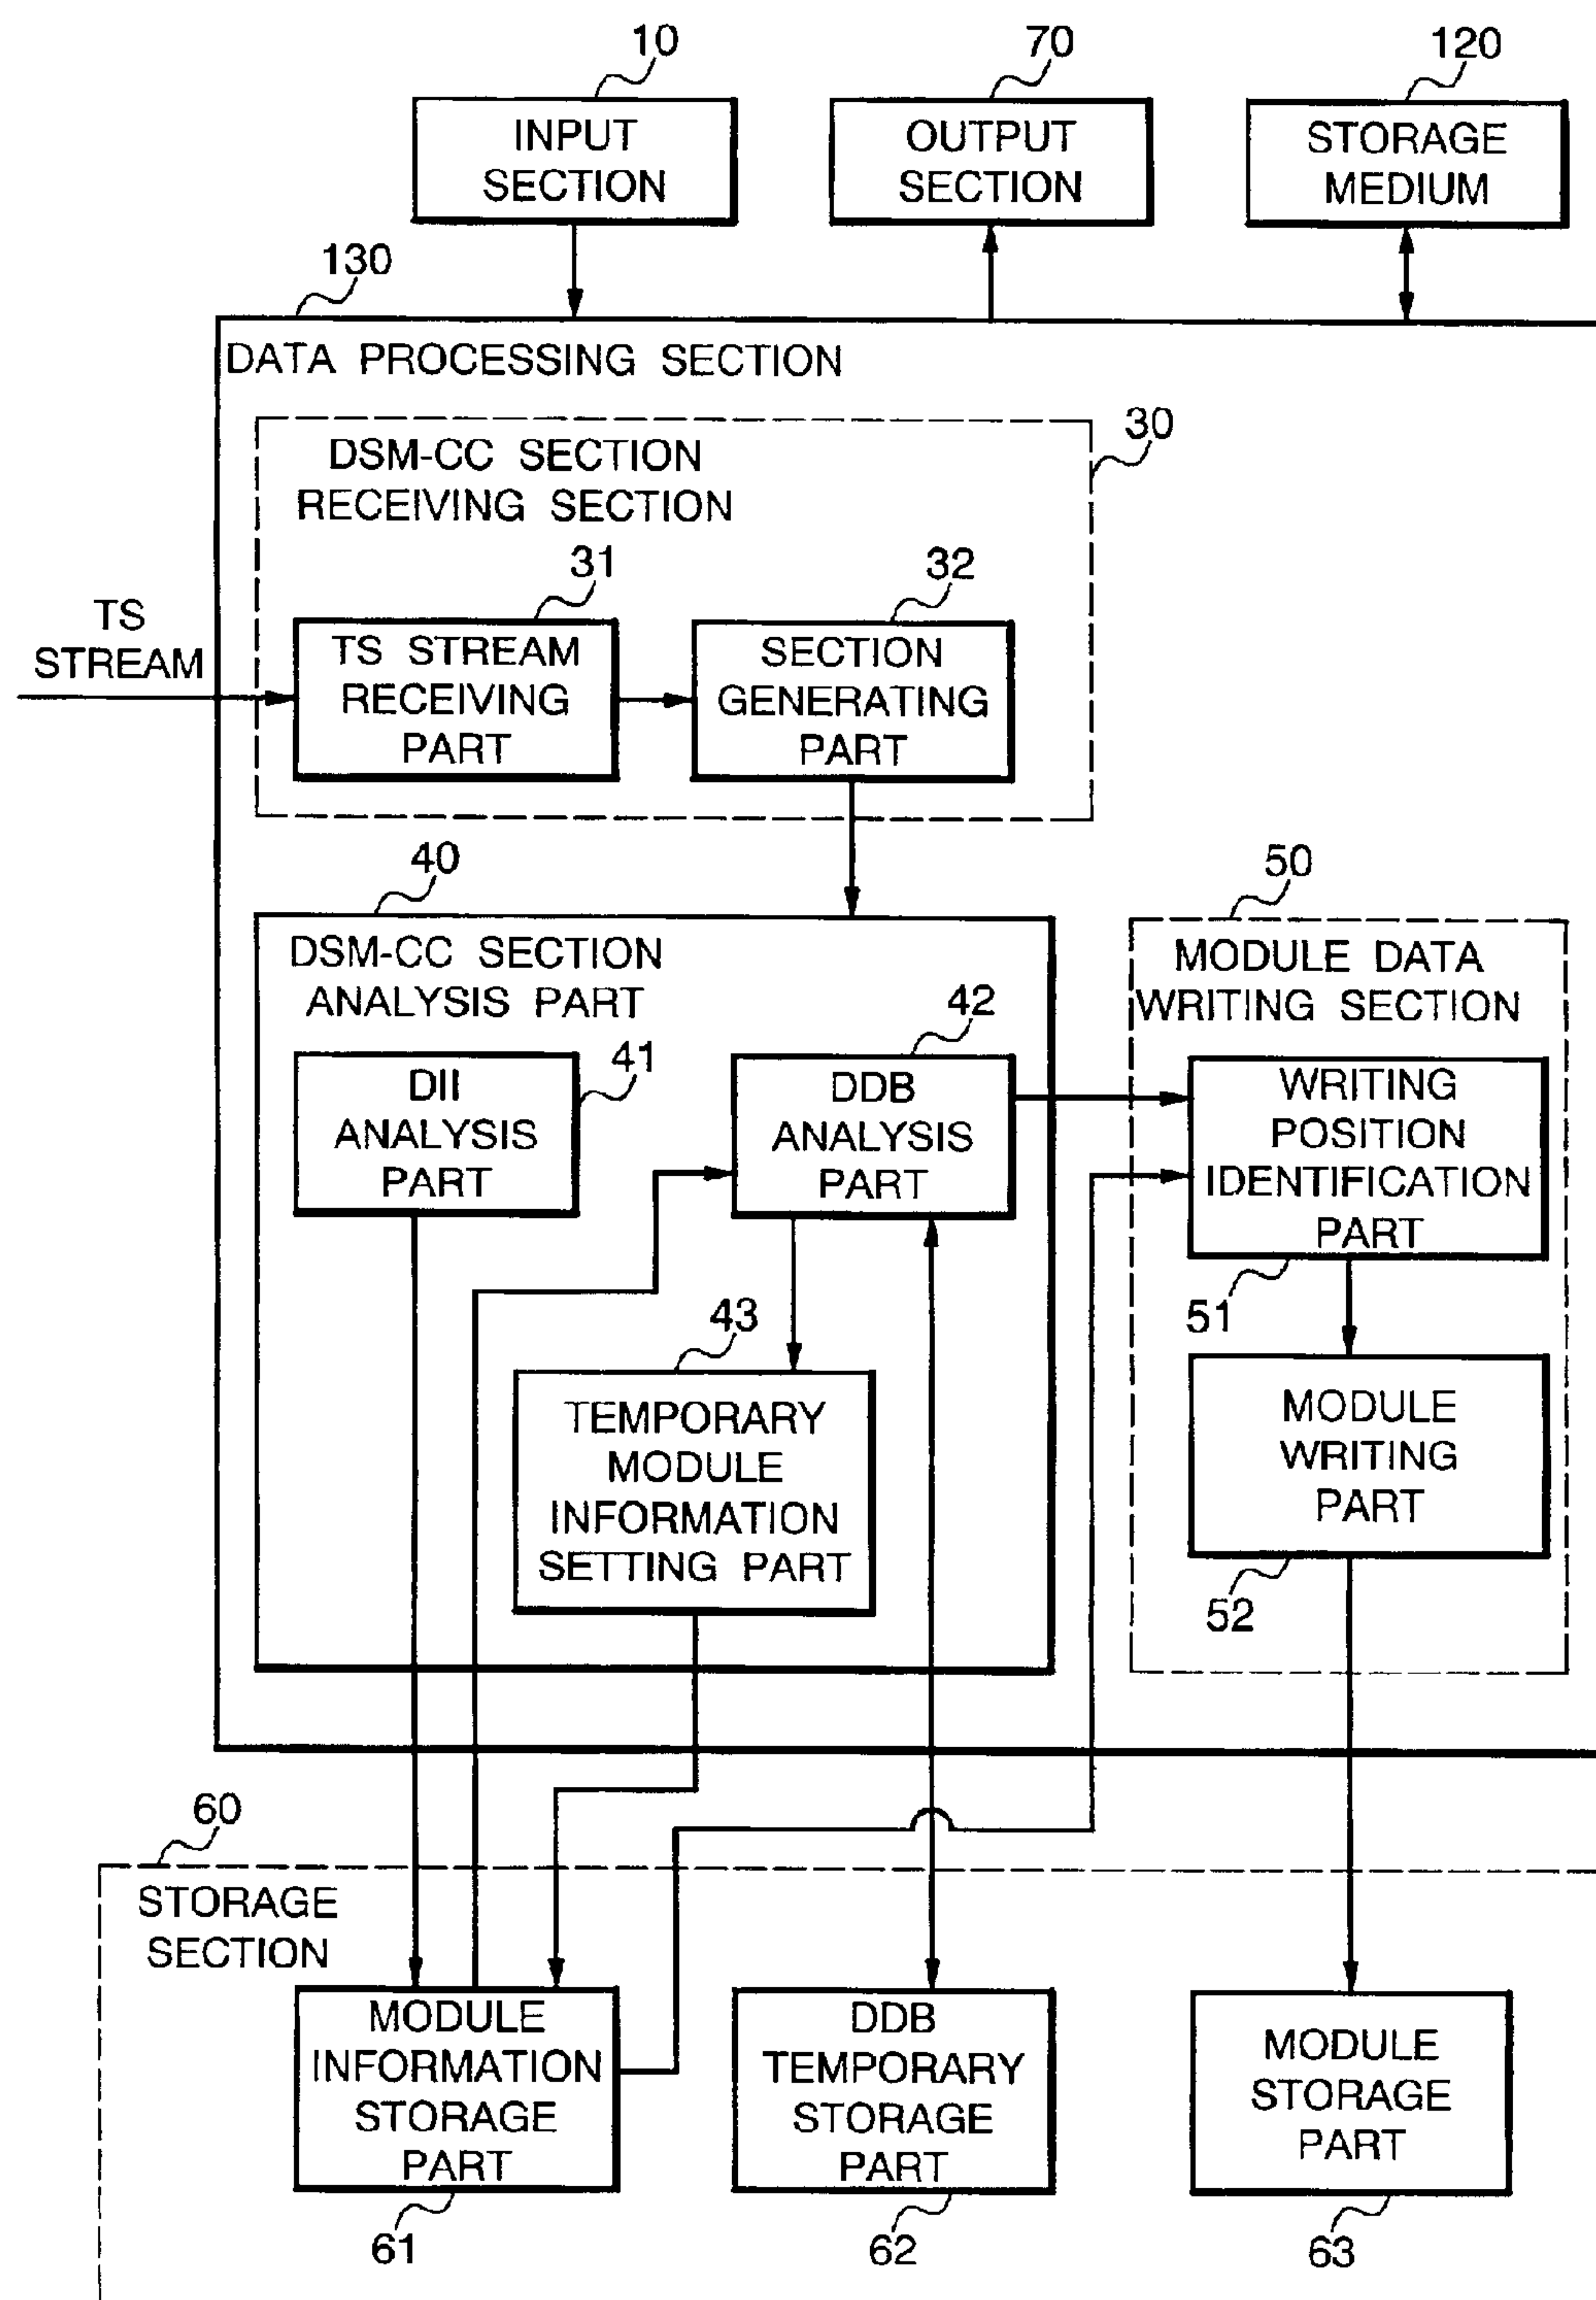 10
70
120
INPUT
SECTION
OUTPUT
SECTION
STORAGE
MEDIUM
130
DATA PROCESSING SECTION
30
DSM-CC SECTION
RECEIVING SECTION
31
32
TS
STREAM
TS STREAM
RECEIVING
PART
SECTION
GENERATING
PART
40
50
DSM-CC SECTION
ANALYSIS PART
MODULE DATA
WRITING SECTION
41
42
DII
ANALYSIS
PART
DDB
ANALYSIS
PART
WRITING
POSITION
IDENTIFICATION
PART
51
43
TEMPORARY
MODULE
INFORMATION
SETTING PART
MODULE
WRITING
PART
52
60
STORAGE
SECTION
MODULE
INFORMATION
STORAGE
PART
DDB
TEMPORARY
STORAGE
PART
MODULE
STORAGE
PART
61
62
63